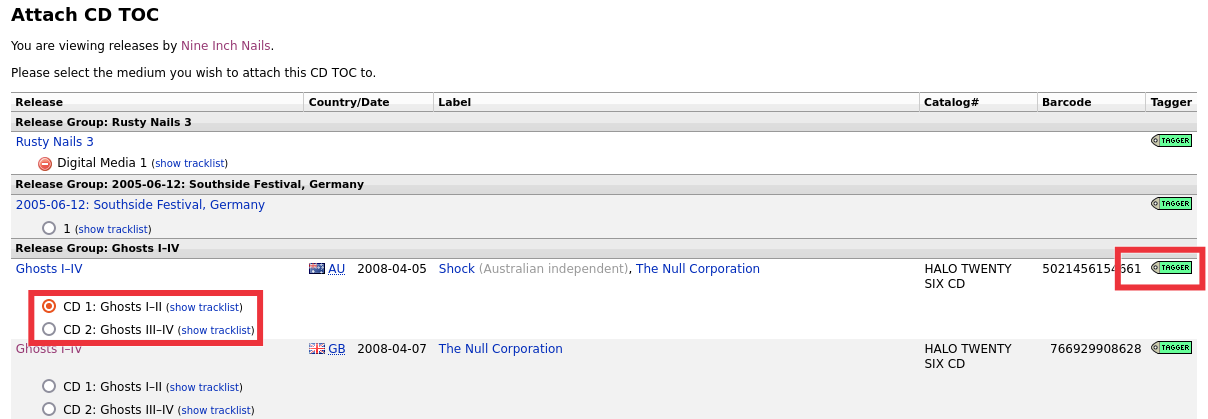 Attach CD TOC
You are viewing releases by Nine Inch Nails.
Please select the medium you wish to attach this CD TOC to.
Release Country/Date Label Catalog# Barcode Tagger
Release Group: Rusty Nails 3
Rusty Nails 3 TAGGER
Digital Media 1 (show tracklist)
Release Group: 2005-06-12: Southside Festival, Germany
2005-06-12: Southside Festival, Germany TAGGER
1 (show tracklist)
Release Group: Ghosts I–IV
Ghosts I–IV AU 2008-04-05 Shock (Australian independent), The Null Corporation HALO TWENTY 5021456154661 TAGGER
SIX CD
CD 1: Ghosts I–II (show tracklist)
CD 2: Ghosts III–IV (show tracklist)
Ghosts I–IV GB 2008-04-07 The Null Corporation HALO TWENTY 766929908628 TAGGER
SIX CD
CD 1: Ghosts I–II (show tracklist)
CD 2: Ghosts III–IV (show tracklist)